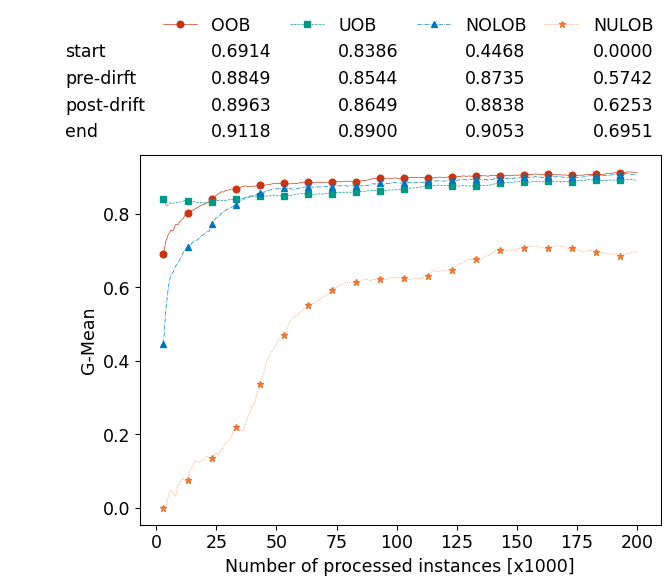 OOB UOB NOLOB NULOB
start 0.6914 0.8386 0.4468 0.0000
pre-dirft 0.8849 0.8544 0.8735 0.5742
post-drift 0.8963 0.8649 0.8838 0.6253
end 0.9118 0.8900 0.9053 0.6951
0.8
0.6
0.4
0.2
0.0
G-Mean
0 25 50 75 100 125 150 175 200
Number of processed instances [x1000]